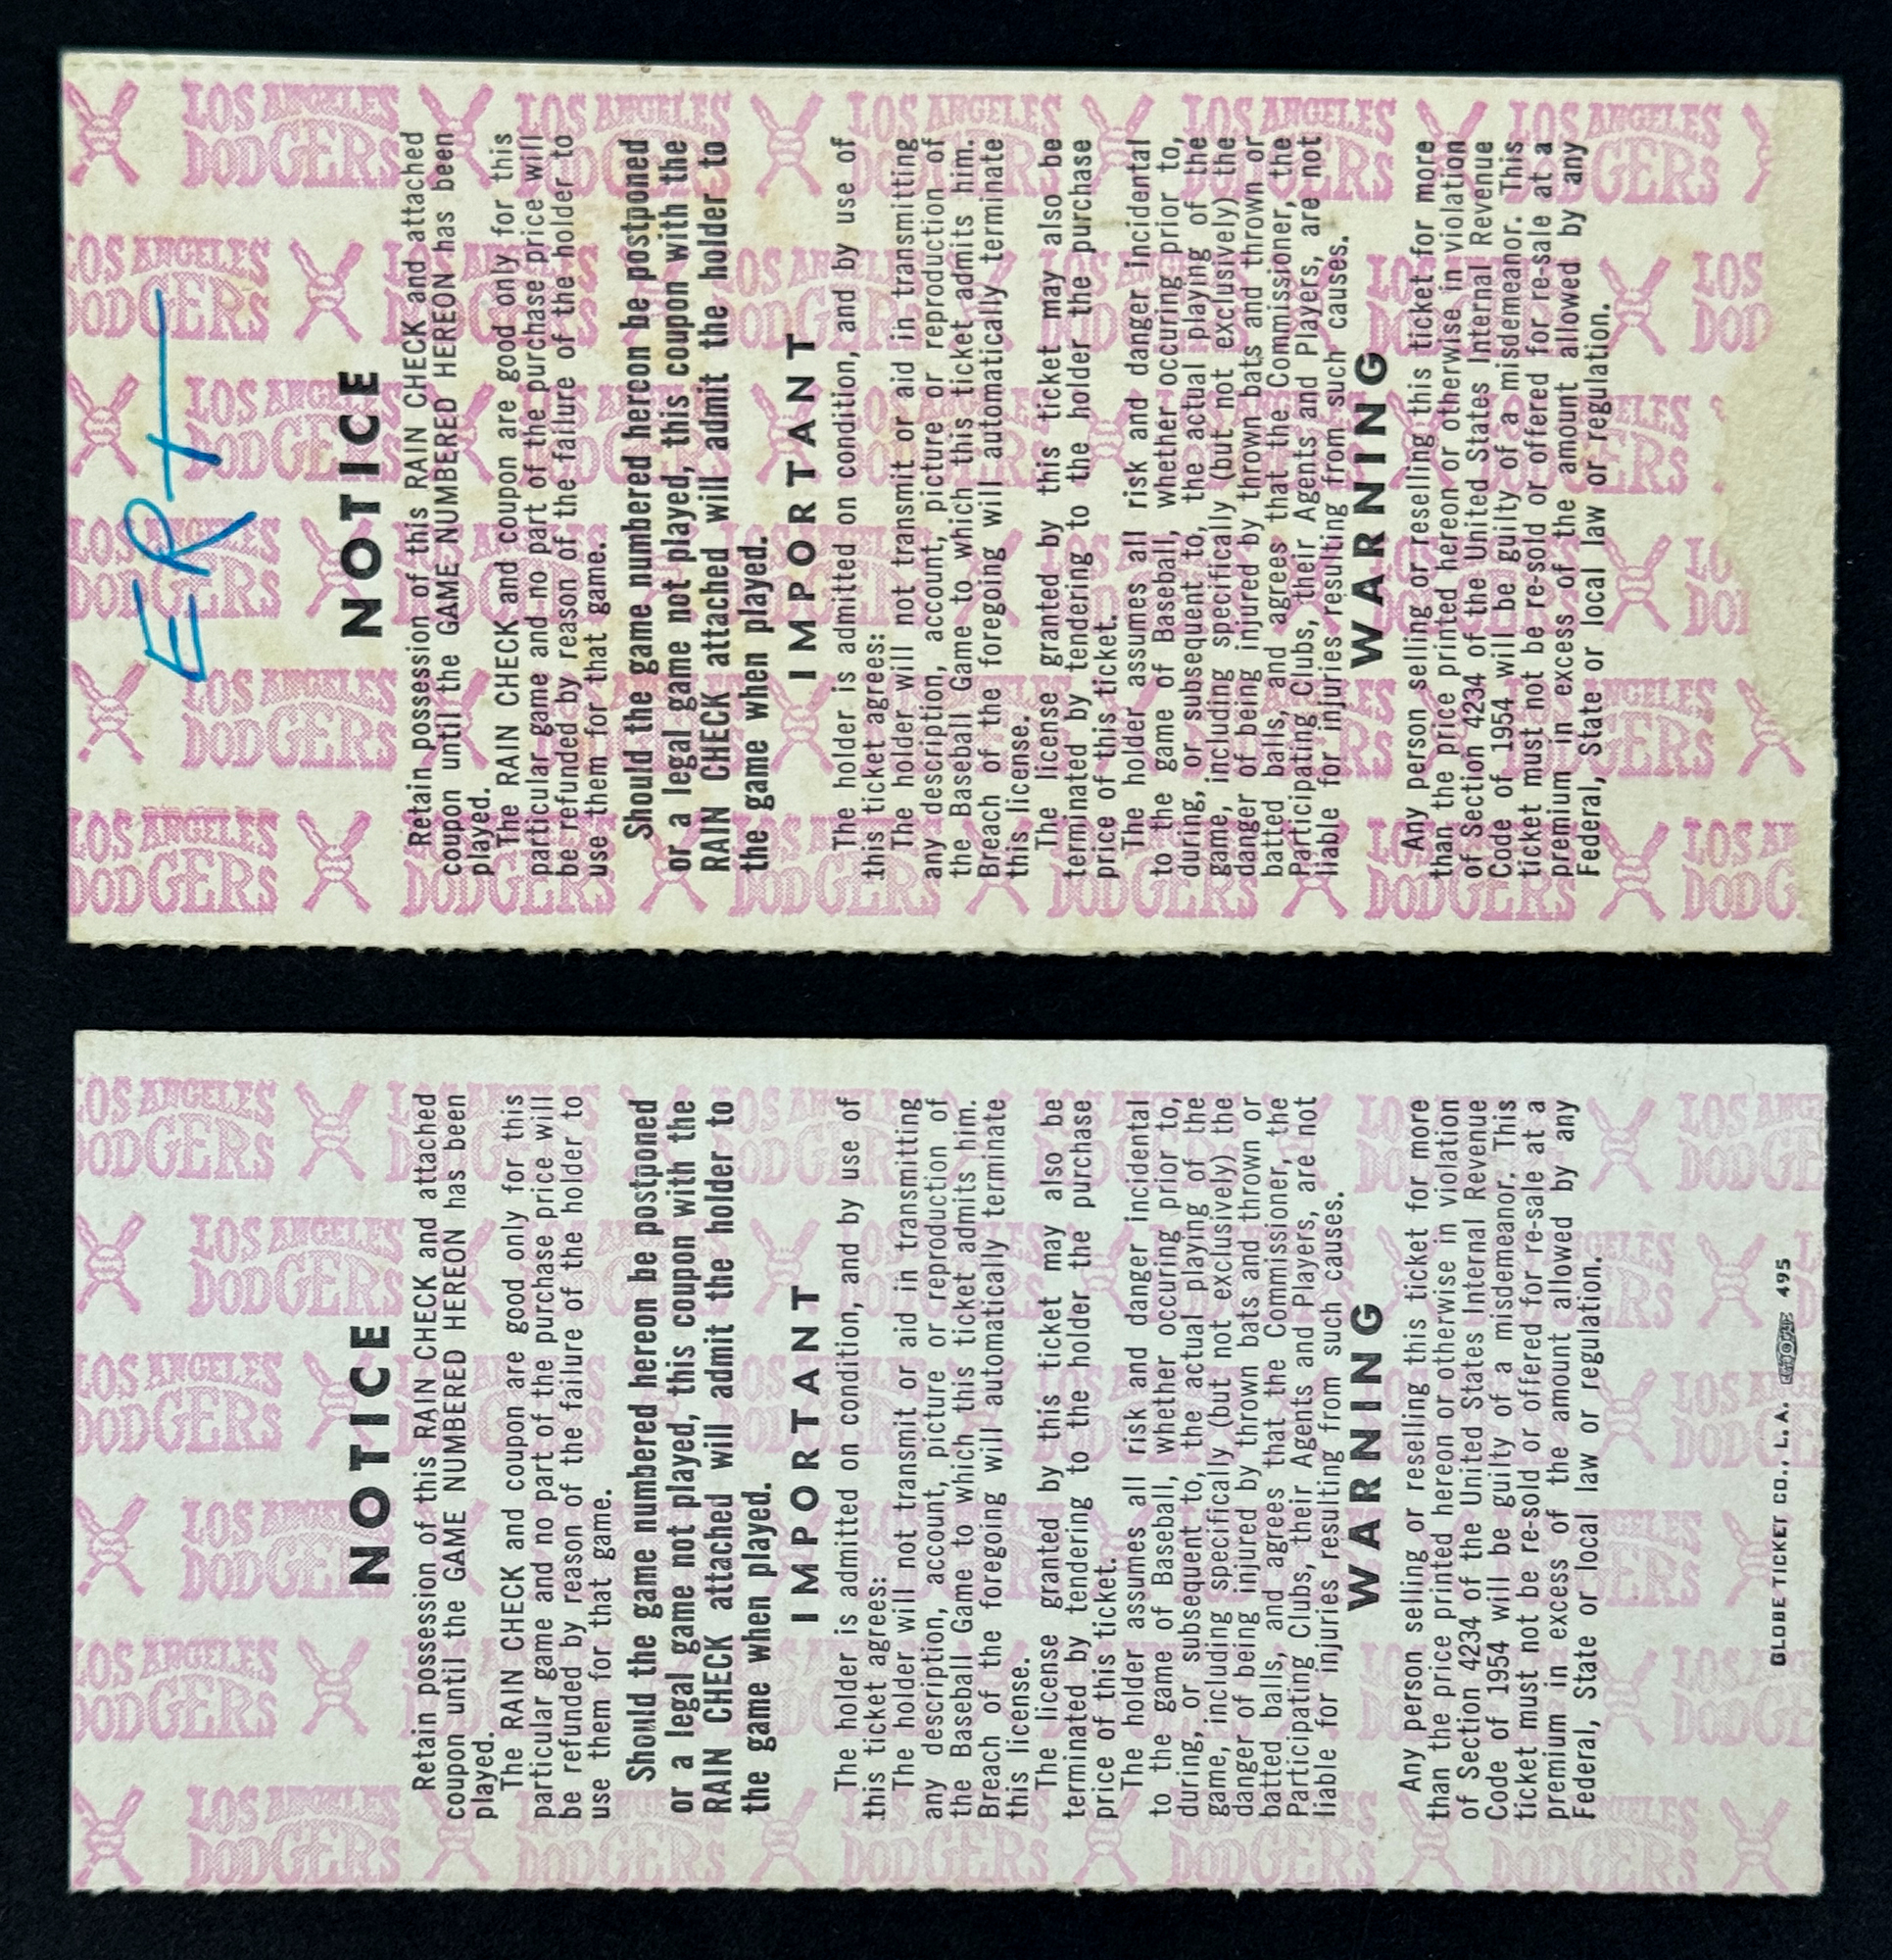 ERT
NOTICE
Retain possession of this RAIN CHECK and attached
coupon until the GAME NUMBERED HEREON has been
played.
The RAIN CHECK and coupon are good only for this
particular game and no part of the purchase price will
be refunded by reason of the failure of the holder to
use them for that game.
Should the game numbered hereon be postponed
or a legal game not played, this coupon with the
RAIN CHECK attached will admit the holder to
the game when played.
IMPORTANT
The holder is admitted on condition, and by use of
this ticket agrees:
The holder will not transmit or aid in transmitting
any description, account, picture or reproduction of
the Baseball Game to which this ticket admits him.
Breach of the foregoing will automatically terminate
this license.
The license granted by this ticket may also be
terminated by tendering to the holder the purchase
price of this ticket.
The holder assumes all risk and danger incidental
to the game of Baseball, whether occuring prior to,
during, or subsequent to, the actual playing of the
game, including specifically (but not exclusively) the
danger of being injured by thrown bats and thrown or
batted balls, and agrees that the Commissioner, the
Participating Clubs, their Agents and Players, are not
liable for injuries resulting from such causes.
WARNING
Any person selling or reselling this ticket for more
than the price printed hereon or otherwise in violation
of Section 4234 of the United States Internal Revenue
Code of 1954 will be guilty of a misdemeanor. This
ticket must not be re-sold or offered for re-sale at a
premium in excess of the amount allowed by any
Federal, State or local law or regulation.
NOTICE
Retain possession of this RAIN CHECK and attached
coupon until the GAME NUMBERED HEREON has been
played.
The RAIN CHECK and coupon are good only for this
particular game and no part of the purchase price will
be refunded by reason of the failure of the holder to
use them for that game.
Should the game numbered hereon be postponed
or a legal game not played, this coupon with the
RAIN CHECK attached will admit the holder to
the game when played.
IMPORTANT
The holder is admitted on condition, and by use of
this ticket agrees:
The holder will not transmit or aid in transmitting
any description, account, picture or reproduction of
the Baseball Game to which this ticket admits him.
Breach of the foregoing will automatically terminate
this license.
The license granted by this ticket may also be
terminated by tendering to the holder the purchase
price of this ticket.
The holder assumes all risk and danger incidental
to the game of Baseball, whether occuring prior to,
during, or subsequent to, the actual playing of the
game, including specifically (but not exclusively) the
danger of being injured by thrown bats and thrown or
batted balls, and agrees that the Commissioner, the
Participating Clubs, their Agents and Players, are not
liable for injuries resulting from such causes.
WARNING
Any person selling or reselling this ticket for more
than the price printed hereon or otherwise in violation
of Section 4234 of the United States Internal Revenue
Code of 1954 will be guilty of a misdemeanor. This
ticket must not be re-sold or offered for re-sale at a
premium in excess of the amount allowed by any
Federal, State or local law or regulation.
GLOBE TICKET CO., L.A. 495
LOS ANGELES
DODGERS